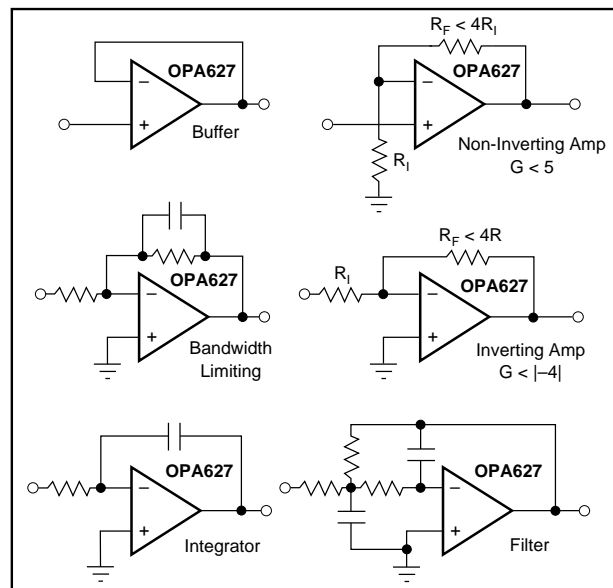 OPA627
−
+
Buffer
R_F < 4R_I
OPA627
−
+
R_I
Non-Inverting Amp
G < 5
OPA627
−
+
Bandwidth
Limiting
R_F < 4R
R_I
OPA627
−
+
Inverting Amp
G < |–4|
OPA627
−
+
Integrator
OPA627
−
+
Filter